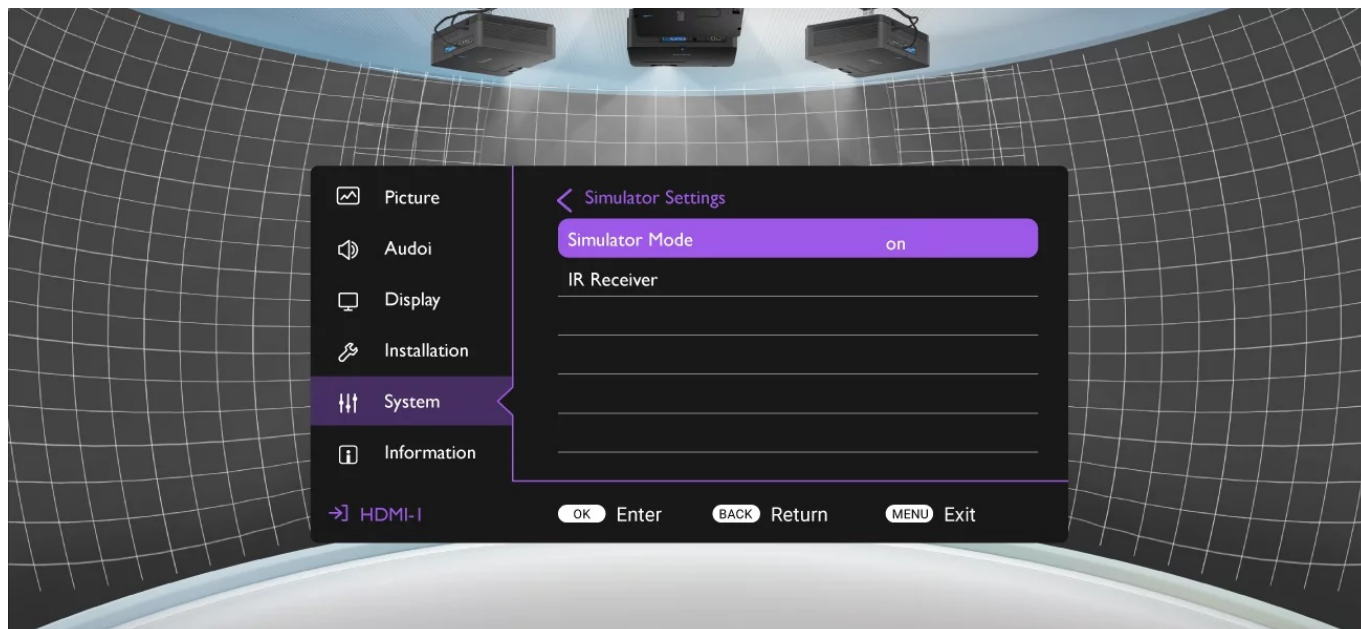 Picture
Audoi
Display
Installation
System
Information
HDMI-1
Simulator Settings
Simulator Mode on
IR Receiver
OK Enter BACK Return MENU Exit